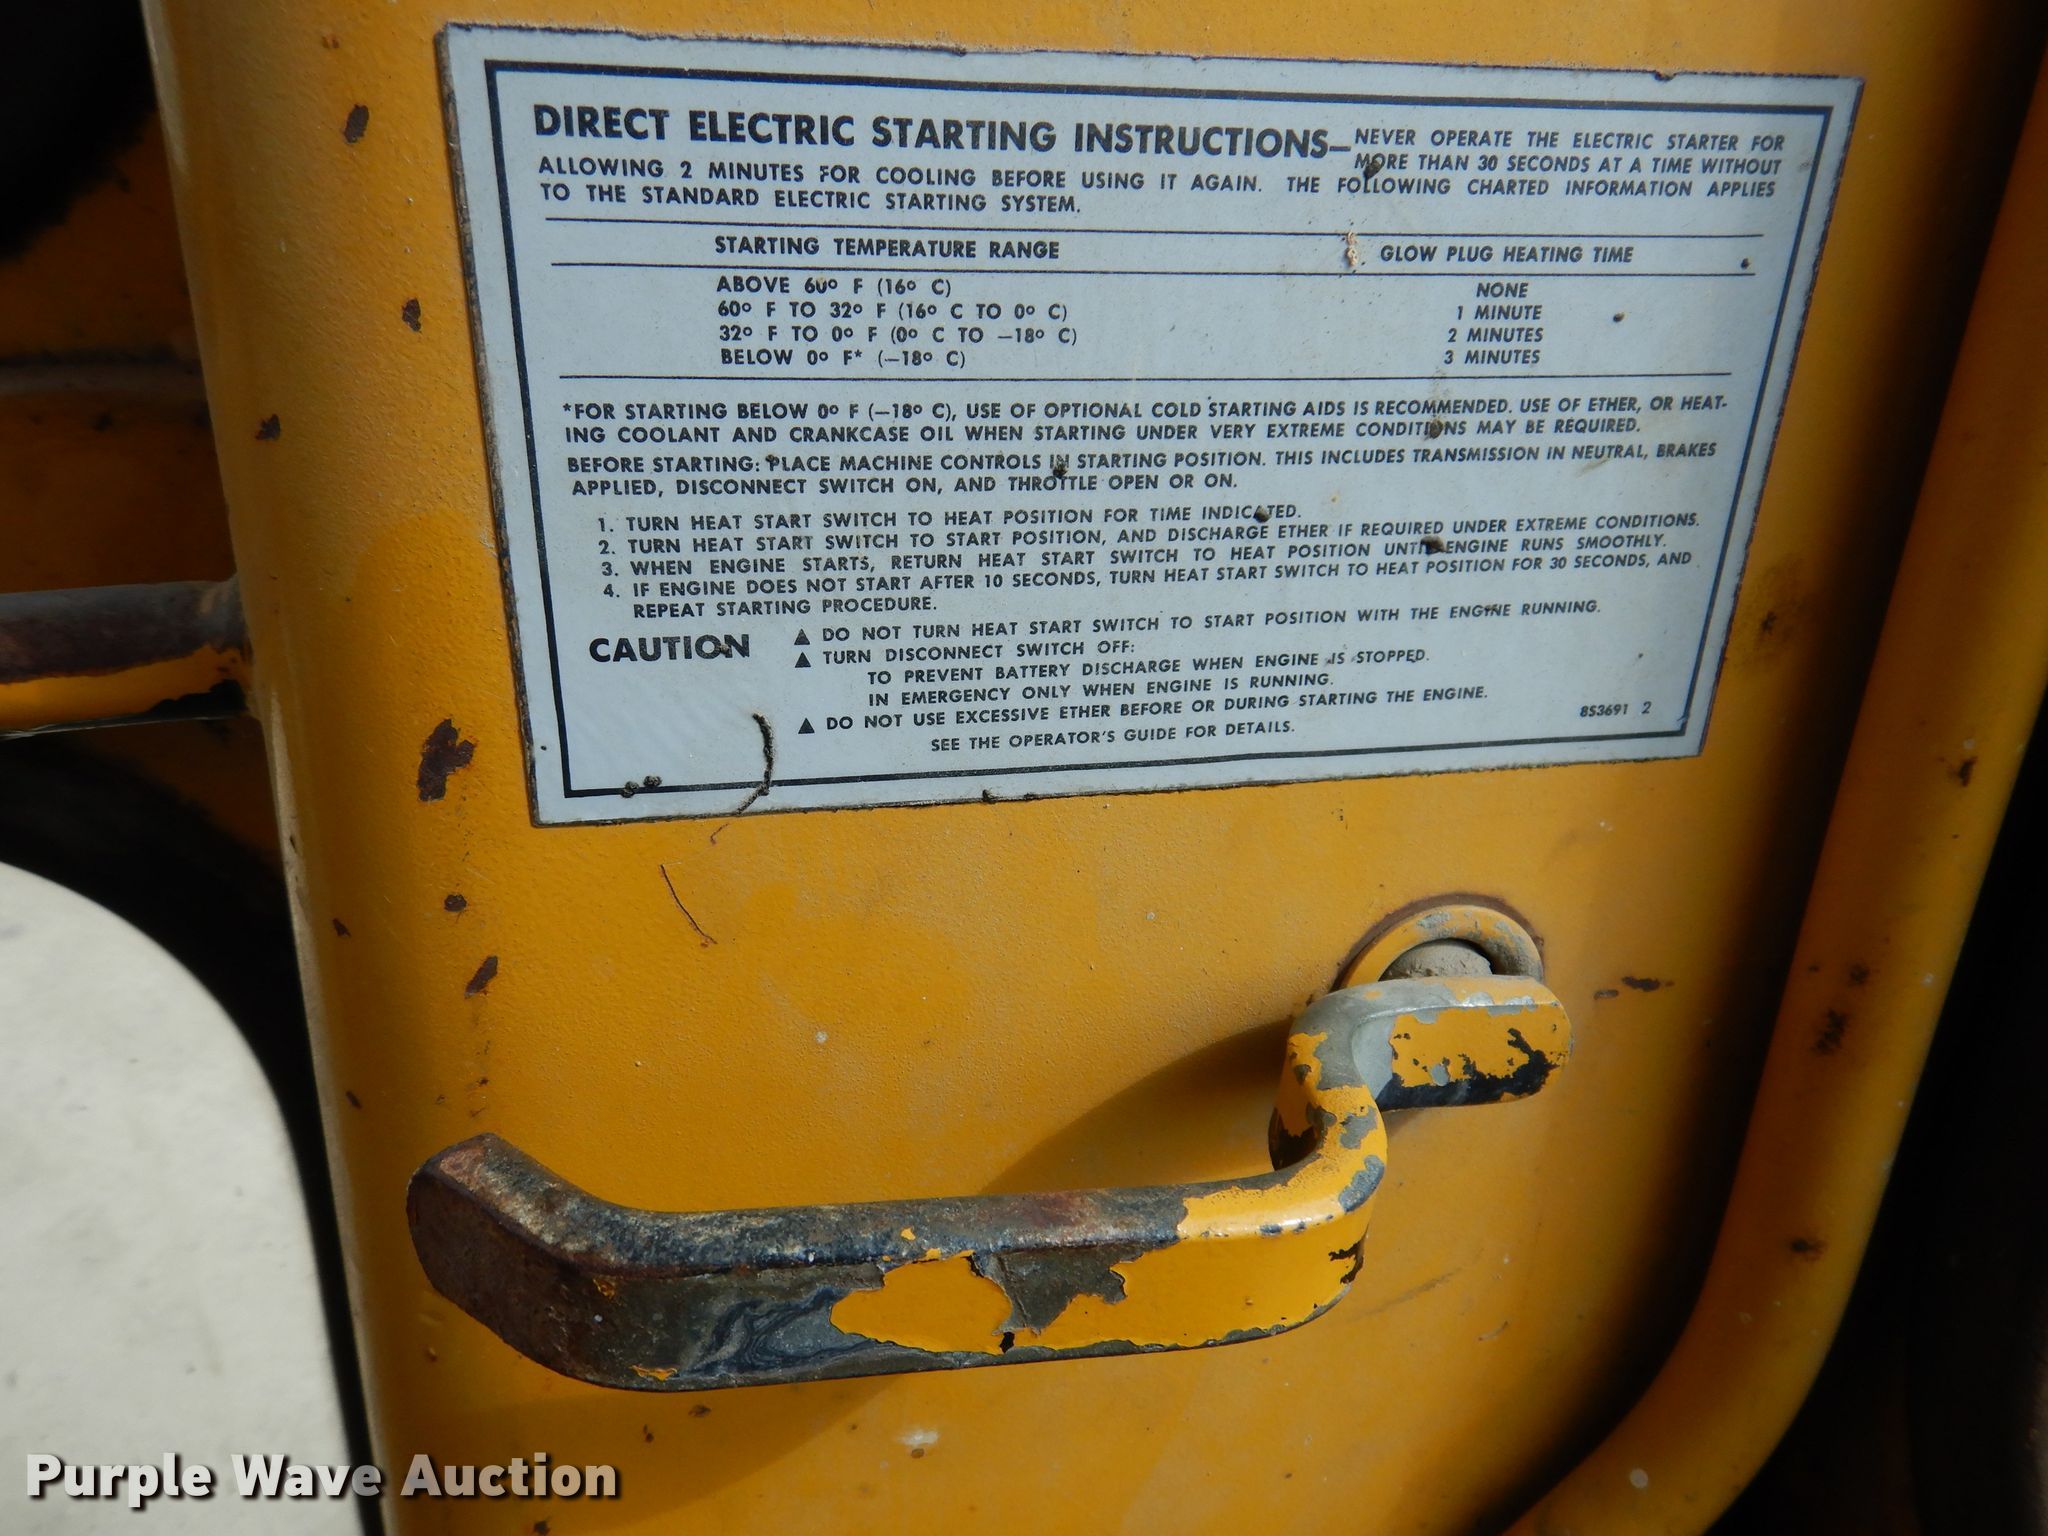 DIRECT ELECTRIC STARTING INSTRUCTIONS—NEVER OPERATE THE ELECTRIC STARTER FOR
MORE THAN 30 SECONDS AT A TIME WITHOUT
ALLOWING 2 MINUTES FOR COOLING BEFORE USING IT AGAIN. THE FOLLOWING CHARTED INFORMATION APPLIES
TO THE STANDARD ELECTRIC STARTING SYSTEM.
STARTING TEMPERATURE RANGE GLOW PLUG HEATING TIME
ABOVE 60° F (16° C) NONE
60° F TO 32° F (16° C TO 0° C) 1 MINUTE
32° F TO 0° F (0° C TO —18° C) 2 MINUTES
BELOW 0° F* (—18° C) 3 MINUTES
*FOR STARTING BELOW 0° F (—18° C), USE OF OPTIONAL COLD STARTING AIDS IS RECOMMENDED. USE OF ETHER, OR HEAT-
ING COOLANT AND CRANKCASE OIL WHEN STARTING UNDER VERY EXTREME CONDITIONS MAY BE REQUIRED.
BEFORE STARTING: PLACE MACHINE CONTROLS IN STARTING POSITION. THIS INCLUDES TRANSMISSION IN NEUTRAL, BRAKES
APPLIED, DISCONNECT SWITCH ON, AND THROTTLE OPEN OR ON.
1. TURN HEAT START SWITCH TO HEAT POSITION FOR TIME INDICATED.
2. TURN HEAT START SWITCH TO START POSITION, AND DISCHARGE ETHER IF REQUIRED UNDER EXTREME CONDITIONS.
3. WHEN ENGINE STARTS, RETURN HEAT START SWITCH TO HEAT POSITION UNTIL ENGINE RUNS SMOOTHLY.
4. IF ENGINE DOES NOT START AFTER 10 SECONDS, TURN HEAT START SWITCH TO HEAT POSITION FOR 30 SECONDS, AND
REPEAT STARTING PROCEDURE.
CAUTION ▲ DO NOT TURN HEAT START SWITCH TO START POSITION WITH THE ENGINE RUNNING.
▲ TURN DISCONNECT SWITCH OFF:
TO PREVENT BATTERY DISCHARGE WHEN ENGINE IS STOPPED.
IN EMERGENCY ONLY WHEN ENGINE IS RUNNING.
▲ DO NOT USE EXCESSIVE ETHER BEFORE OR DURING STARTING THE ENGINE.
SEE THE OPERATOR'S GUIDE FOR DETAILS.
8S3691 2
Purple Wave Auction